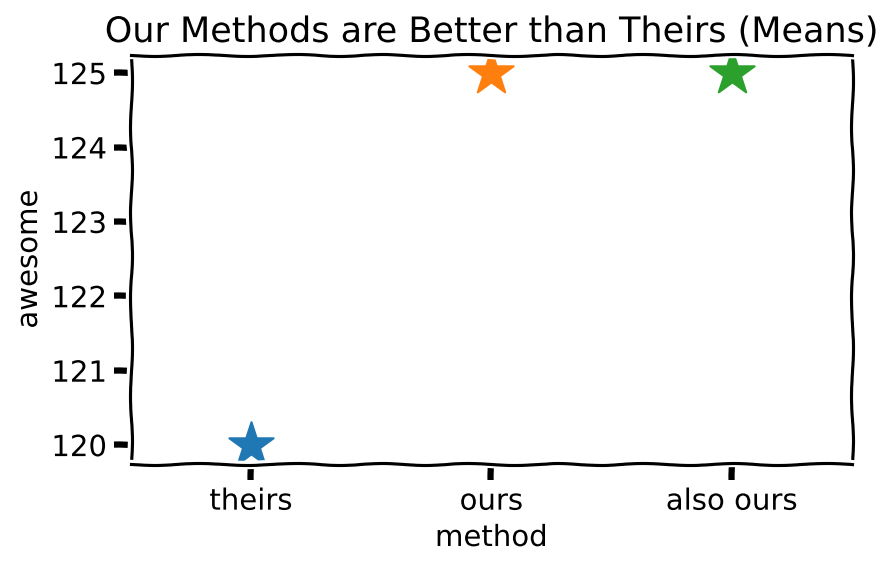 Our Methods are Better than Theirs (Means)
125
124
123
122
121
120
awesome
theirs ours also ours
method